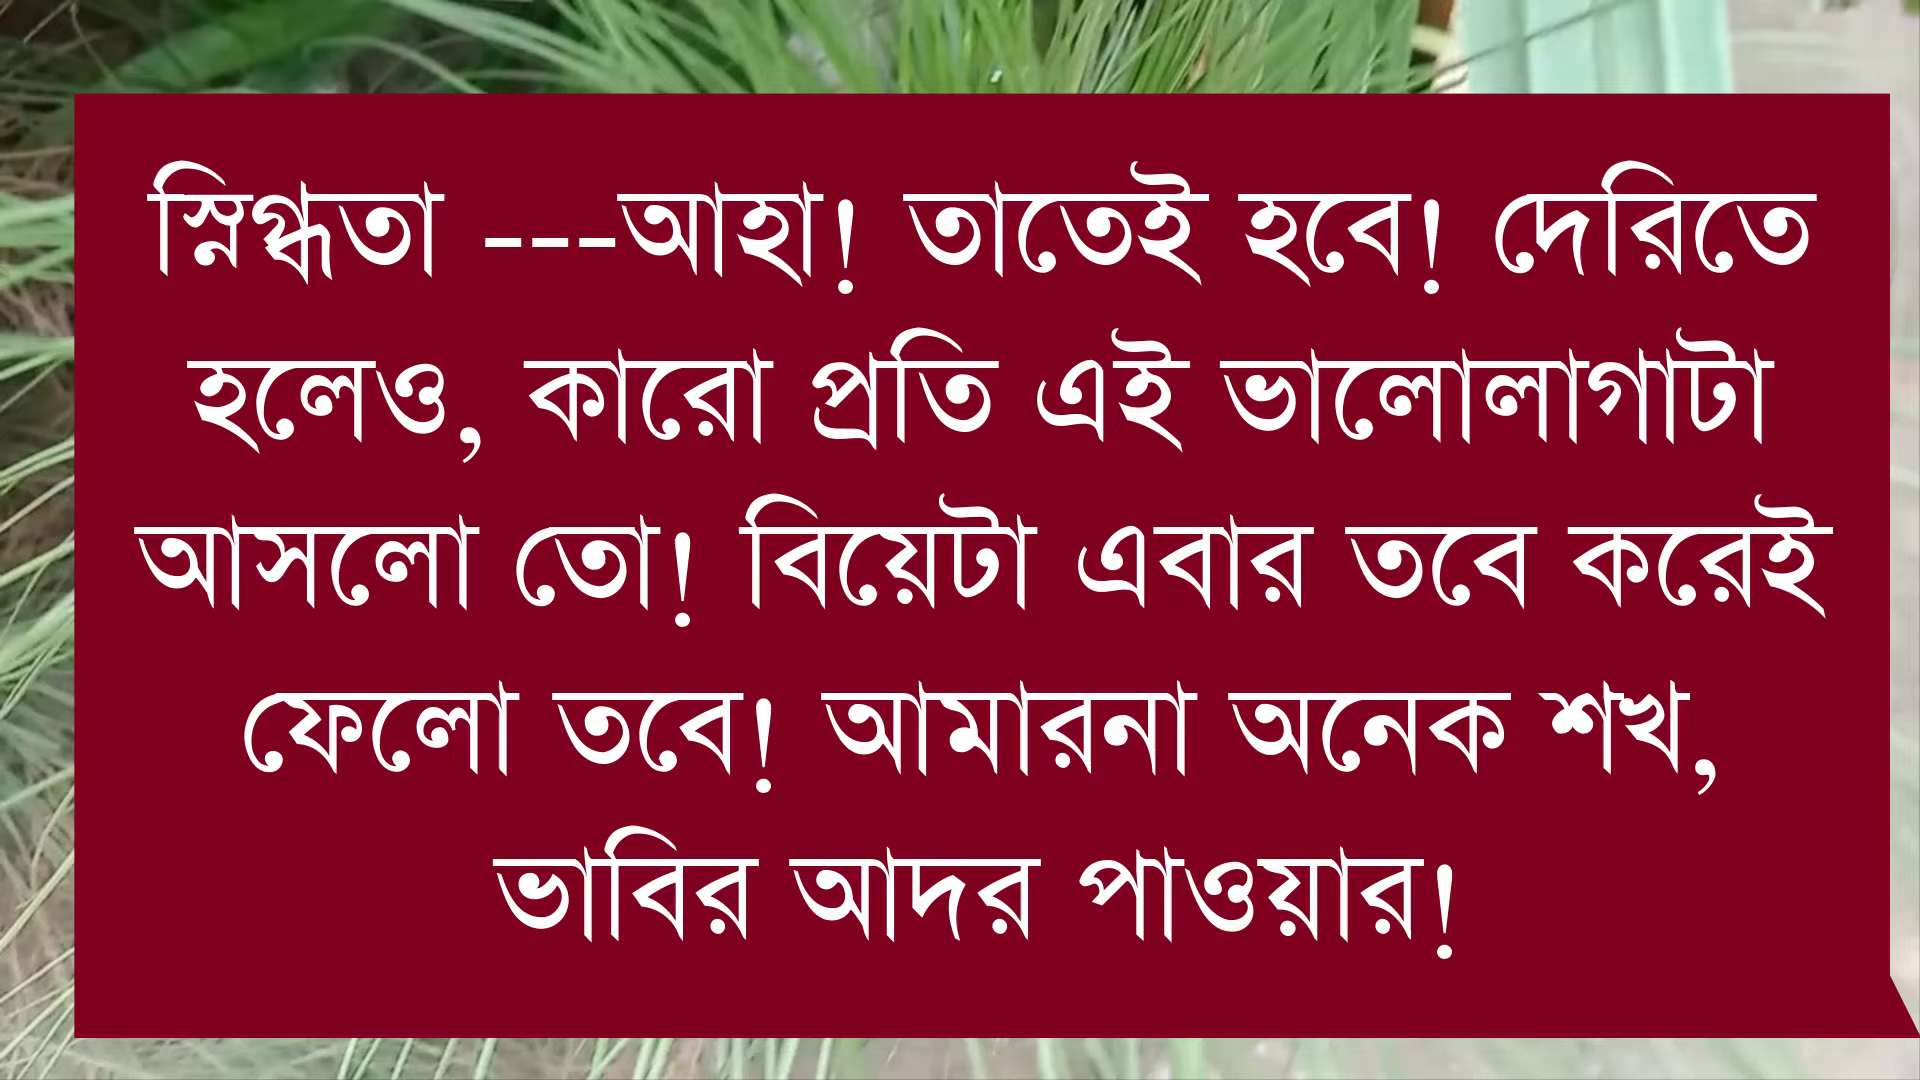 স্নিগ্ধতা ---আহা! তাতেই হবে! দেরিতে
হলেও, কারো প্রতি এই ভালোলাগাটা
আসলো তো! বিয়েটা এবার তবে করেই
ফেলো তবে! আমারনা অনেক শখ,
ভাবির আদর পাওয়ার!